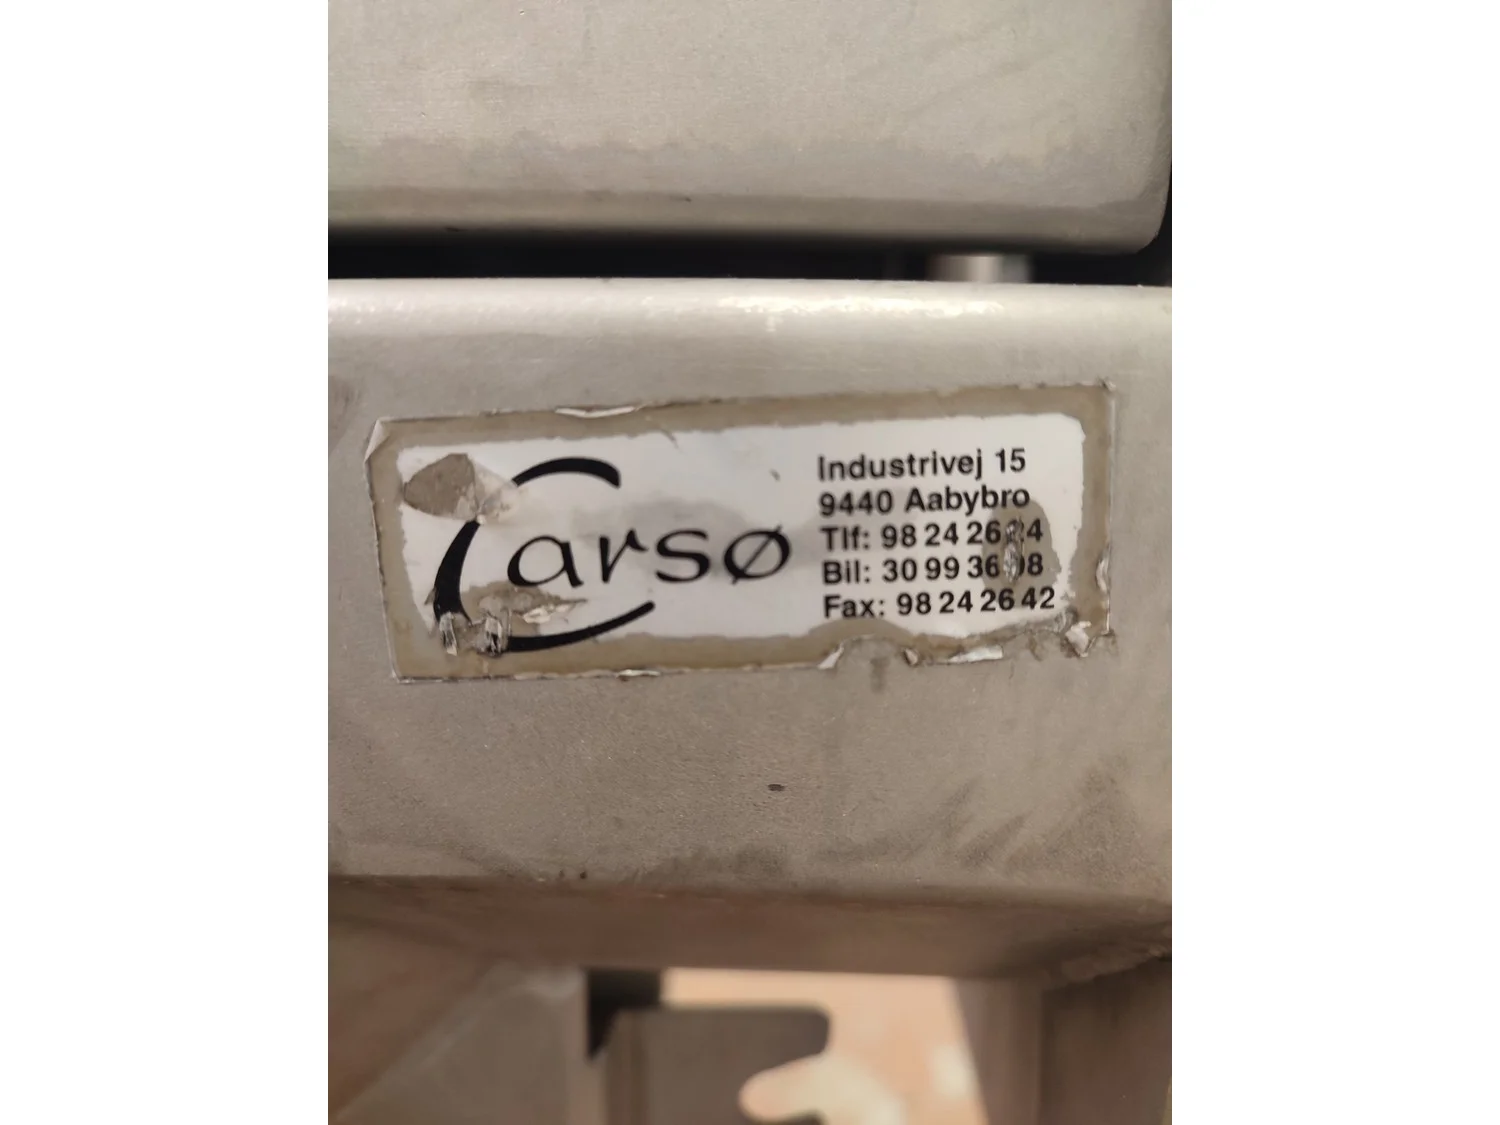 Carsø
Industrivej 15
9440 Aabybro
Tlf: 98 24 26
Bil: 30 99 36
Fax: 98 24 26 42